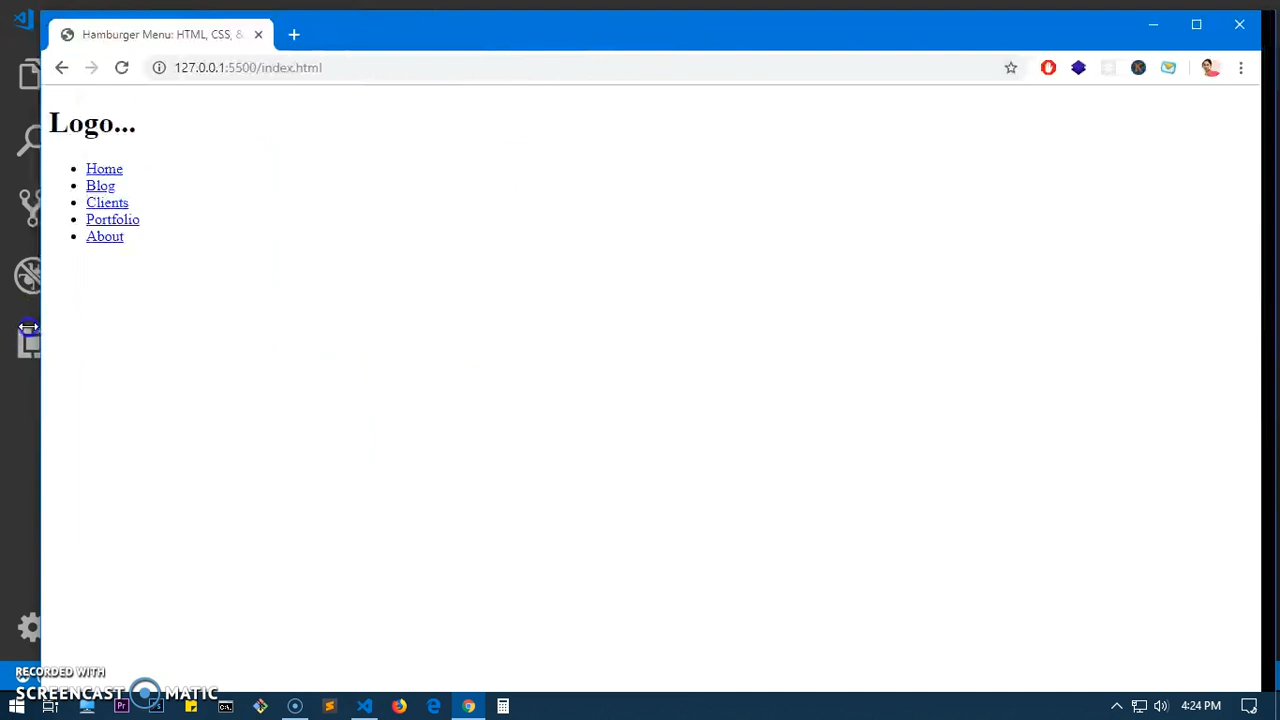 Hamburger Menu: HTML, CSS, &
127.0.0.1:5500/index.html
Logo...
Home
Blog
Clients
Portfolio
About
RECORDED WITH
SCREENCAST MATIC
Pr
4:24 PM